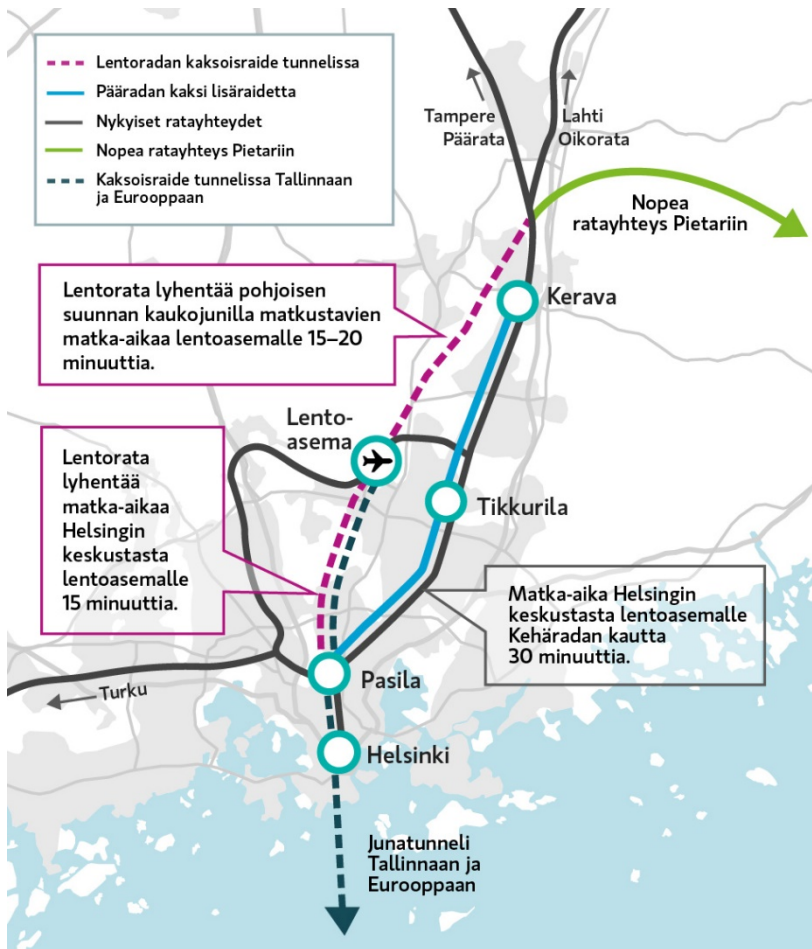 Lentoradan kaksoisraide tunnelissa
Pääradan kaksi lisäraidetta
Nykyiset ratayhteydet
Nopea ratayhteys Pietariin
Kaksoisraide tunnelissa Tallinnaan
ja Eurooppaan
Tampere
Päärata
Lahti
Oikorata
Nopea
ratayhteys Pietariin
Lentorata lyhentää pohjoisen
suunnan kaukojunilla matkustavien
matka-aikaa lentoasemalle 15–20
minuuttia.
Kerava
Lento-
asema
Lentorata
lyhentää
matka-aikaa
Helsingin
keskustasta
lentoasemalle
15 minuuttia.
Tikkurila
Matka-aika Helsingin
keskustasta lentoasemalle
Kehäradan kautta
30 minuuttia.
Pasila
Turku
Helsinki
Junatunneli
Tallinnaan ja
Eurooppaan